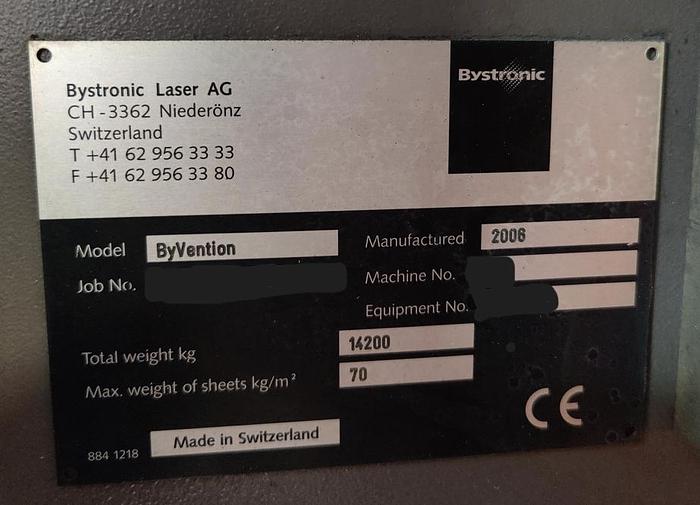 Bystronic Laser AG
CH-3362 Niederönz
Switzerland
T +41 62 956 33 33
F +41 62 956 33 80
Bystronic
Model ByVention
Manufactured 2006
Job No.
Machine No.
Equipment No.
Total weight kg 14200
Max. weight of sheets kg/m² 70
884 1218
Made in Switzerland
CE